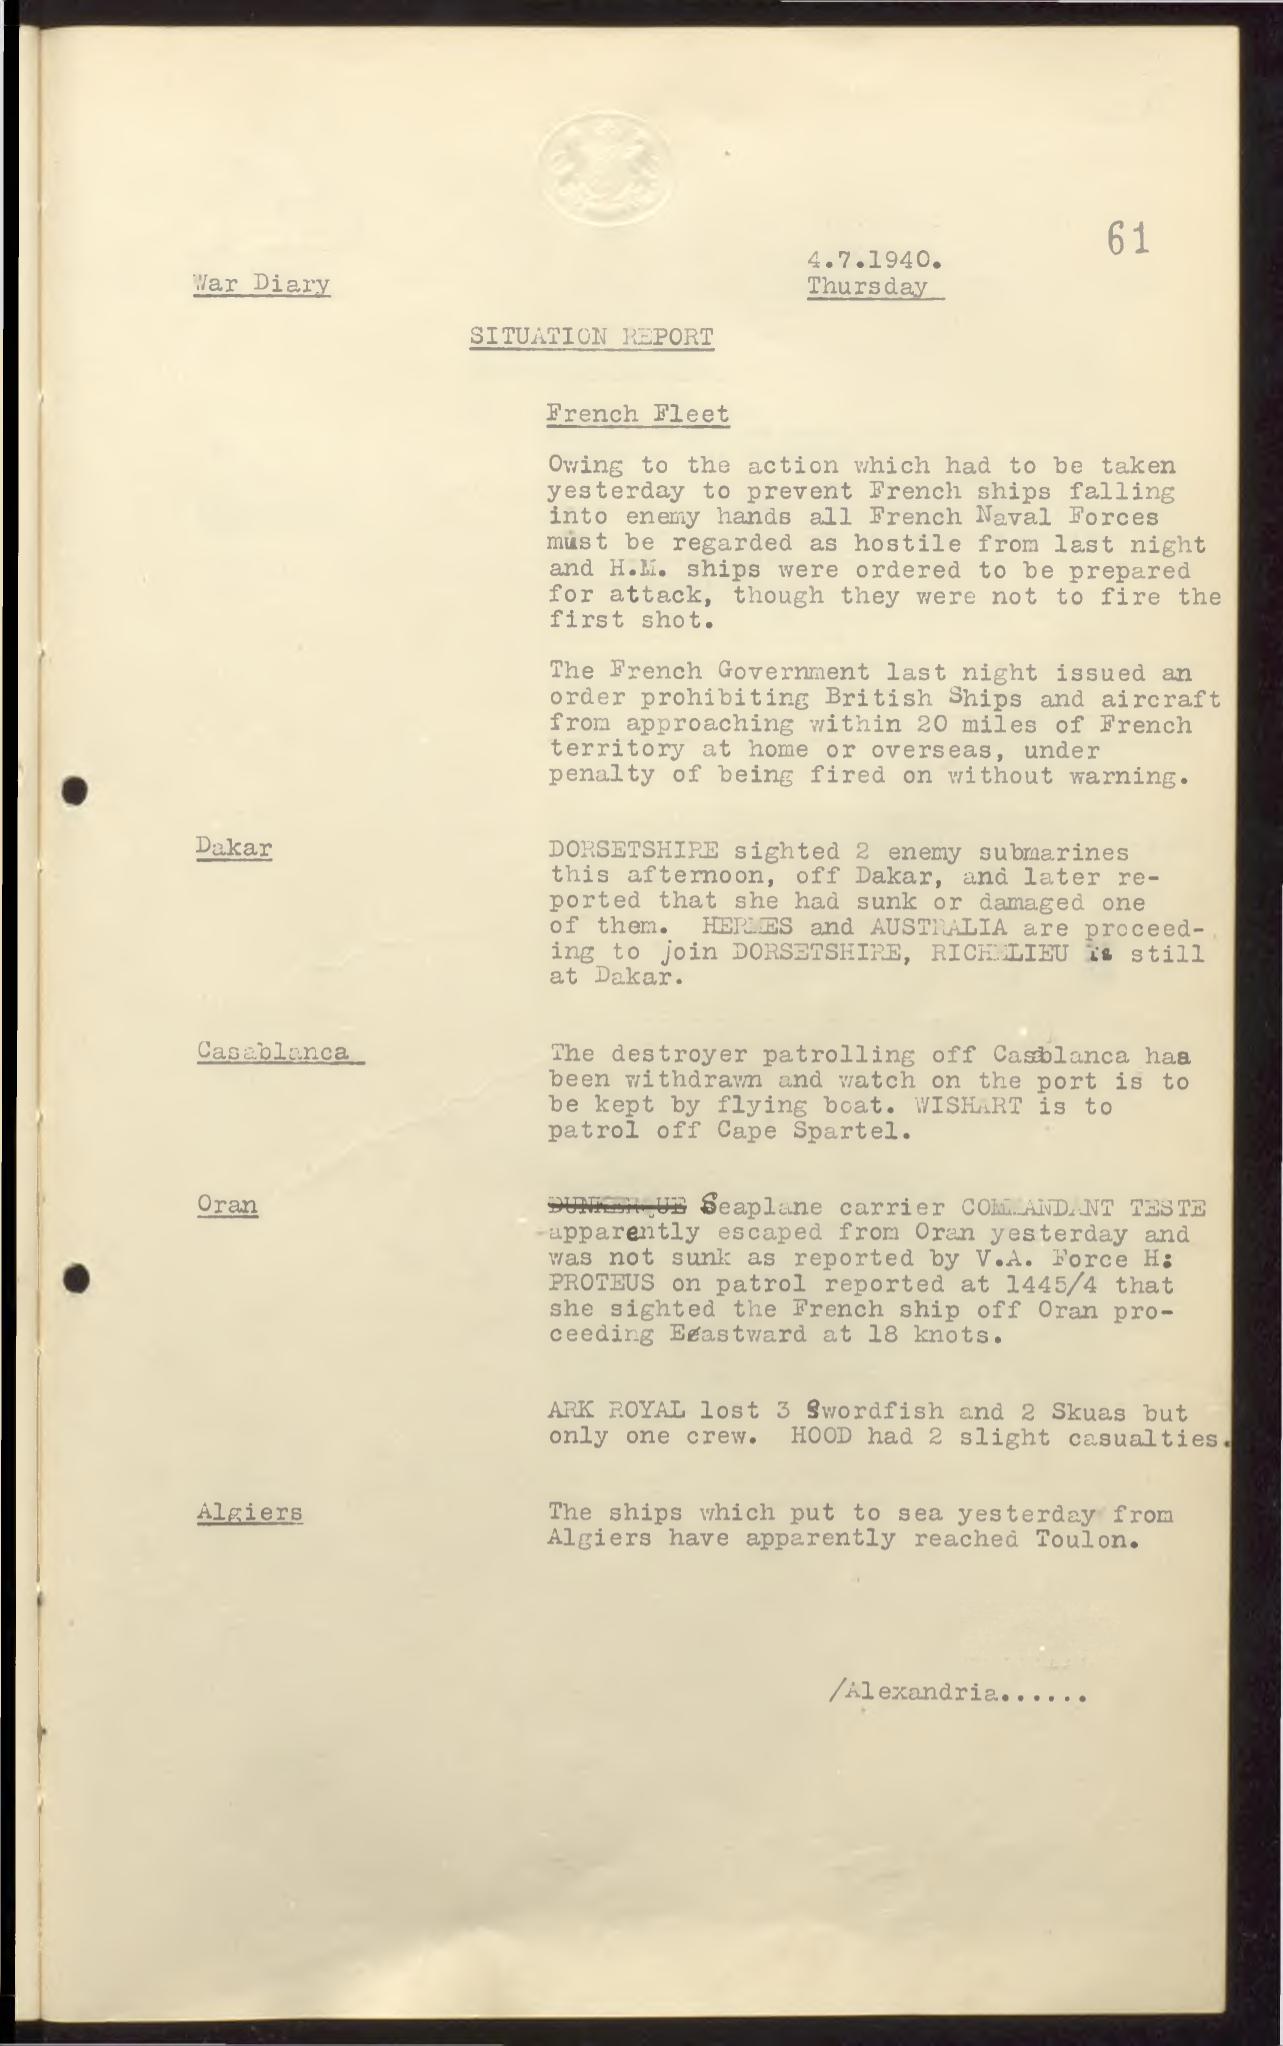 61
4.7.1940.
Thursday
War Diary
SITUATION REPORT
French Fleet
Owing to the action which had to be taken
yesterday to prevent French ships falling
into enemy hands all French Naval Forces
must be regarded as hostile from last night
and H.M. ships were ordered to be prepared
for attack, though they were not to fire the
first shot.
The French Government last night issued an
order prohibiting British Ships and aircraft
from approaching within 20 miles of French
territory at home or overseas, under
penalty of being fired on without warning.
Dakar
DORSETSHIRE sighted 2 enemy submarines
this afternoon, off Dakar, and later re-
ported that she had sunk or damaged one
of them. HERMES and AUSTRALIA are proceed-
ing to join DORSETSHIRE, RICHELIEU is still
at Dakar.
Casablanca
The destroyer patrolling off Casablanca has
been withdrawn and watch on the port is to
be kept by flying boat. WISHART is to
patrol off Cape Spartel.
Oran
DUNKERQUE Seaplane carrier COMMANDANT TESTE
apparently escaped from Oran yesterday and
was not sunk as reported by V.A. Force H:
PROTEUS on patrol reported at 1445/4 that
she sighted the French ship off Oran pro-
ceeding Eeastward at 18 knots.
ARK ROYAL lost 3 Swordfish and 2 Skuas but
only one crew. HOOD had 2 slight casualties.
Algiers
The ships which put to sea yesterday from
Algiers have apparently reached Toulon.
/Alexandria......